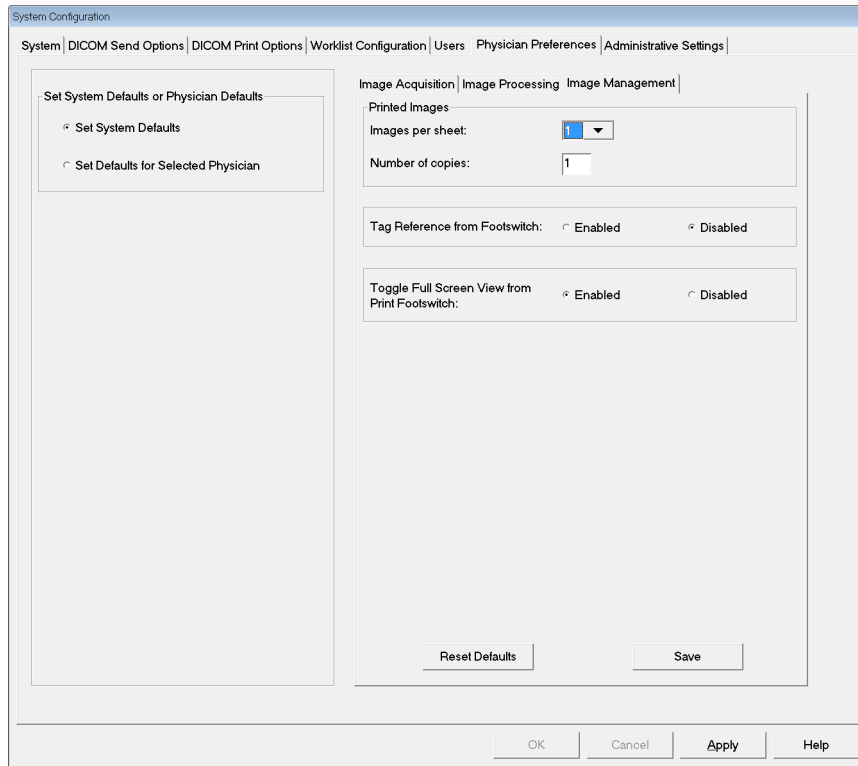 System Configuration
System DICOM Send Options DICOM Print Options Worklist Configuration Users Physician Preferences Administrative Settings
Set System Defaults or Physician Defaults
Set System Defaults
Set Defaults for Selected Physician
Image Acquisition Image Processing Image Management
Printed Images
Images per sheet: 1
Number of copies: 1
Tag Reference from Footswitch: Enabled Disabled
Toggle Full Screen View from
Print Footswitch: Enabled Disabled
Reset Defaults Save
OK Cancel Apply Help